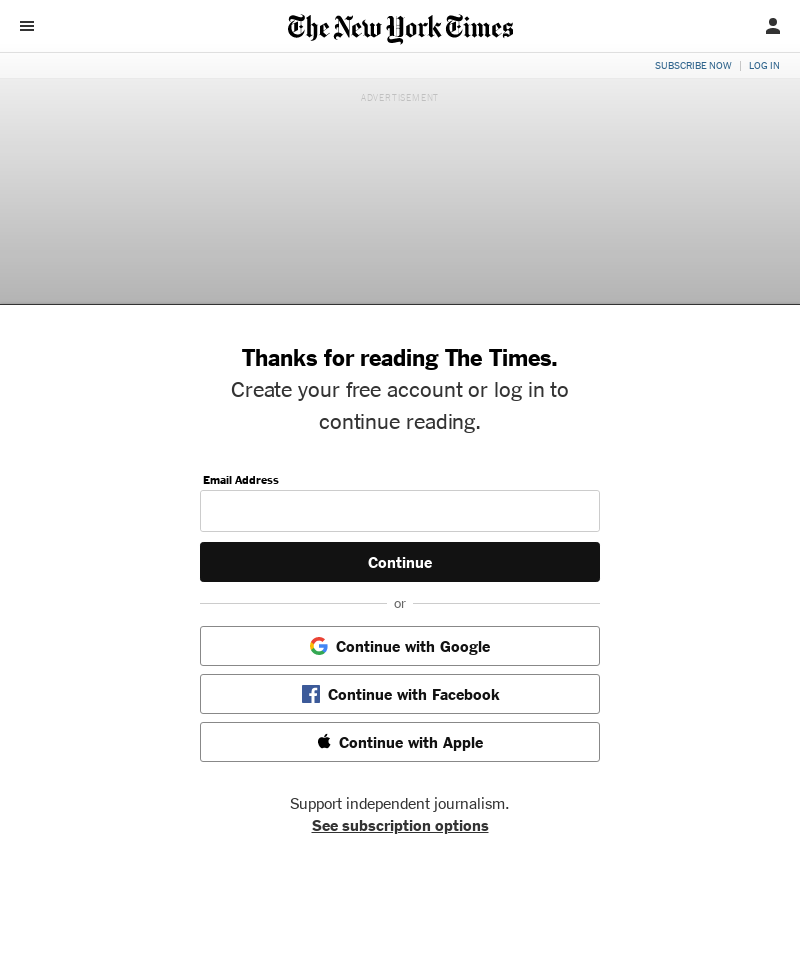 The New York Times
SUBSCRIBE NOW | LOG IN
ADVERTISEMENT
Thanks for reading The Times.
Create your free account or log in to
continue reading.
Email Address
Continue
or
Continue with Google
Continue with Facebook
Continue with Apple
Support independent journalism.
See subscription options